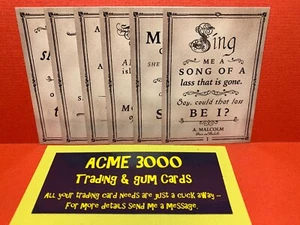 Sing
ME A
SONG OF A
lass that is gone.
Say, could that lass
BE I?
A. MALCOLM
1
ACME 3000
Trading & Gum Cards
All your trading card needs are just a click away –
For more details send me a message.